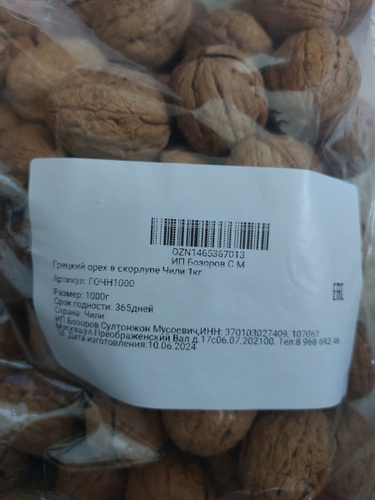 OZN1465367013
ИП Бозоров С.М
Грецкий орех в скорлупе Чили 1кг
Артикул: ГОЧН1000
Размер: 1000г
Срок годности: 365дней
Страна: Чили
ИП Бозоров Султонжон Мусоевич,ИНН: 370103027409, 107061
Москва,ул.Преображенский Вал д.17с06.07.202100. Тел:8 968 692 46
Дата изготовления:10.06.2024
EAC